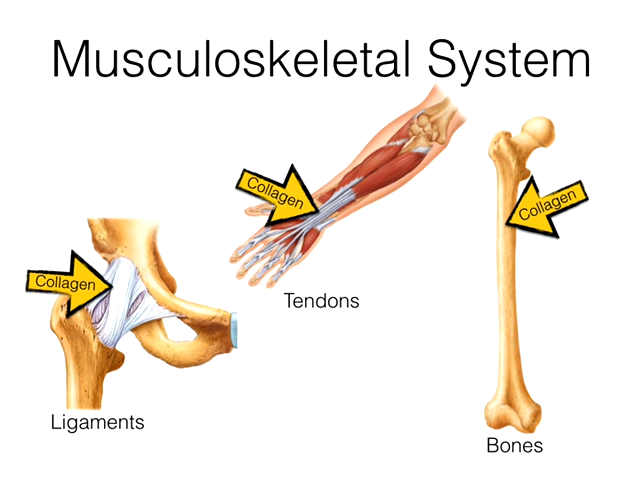 Musculoskeletal System
Collagen
Tendons
Collagen
Ligaments
Collagen
Bones